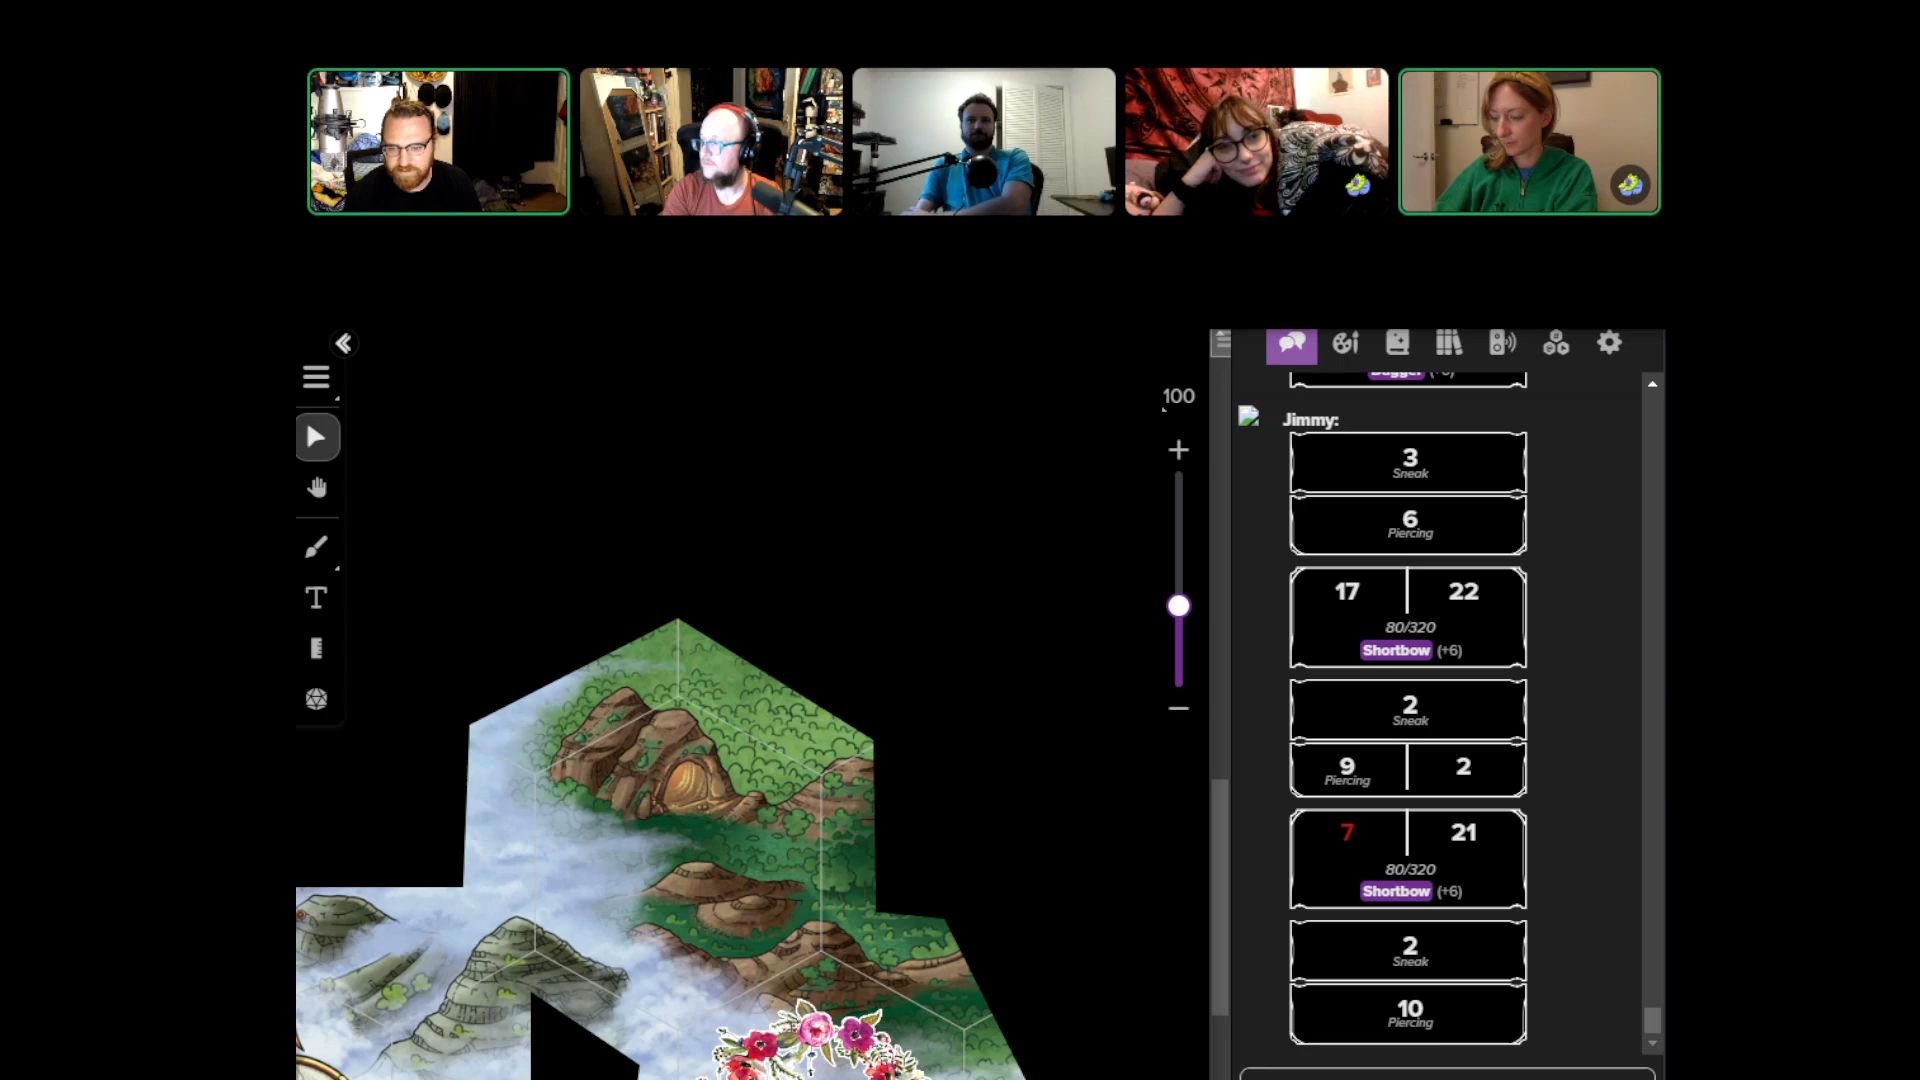 100
Dagger
Jimmy:
3
Sneak
6
Piercing
17 22
80/320
Shortbow (+6)
2
Sneak
9 2
Piercing
7 21
80/320
Shortbow (+6)
2
Sneak
10
Piercing